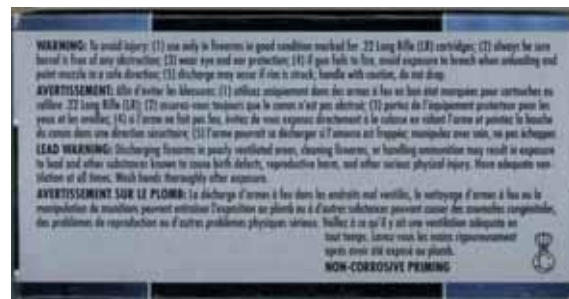 WARNING: To avoid injury: (1) use only in firearms in good condition marked for .22 Long Rifle (LR) cartridges; (2) always be sure
barrel is free of any obstruction; (3) wear eye and ear protection; (4) if gun fails to fire, avoid exposure to breech when unloading and
point muzzle in a safe direction; (5) discharge may occur if rim is struck, handle with caution, do not drop.
AVERTISSEMENT: Afin d'éviter les blessures: (1) utilisez uniquement dans des armes à feu en bon état marquées pour cartouches de
calibre .22 Long Rifle (LR); (2) assurez-vous toujours que le canon n'est pas obstrué; (3) portez de l'équipement protecteur pour les
yeux et les oreilles; (4) si l'arme ne fait pas feu, évitez de vous exposer directement à la culasse en vidant l'arme et pointez la bouche
du canon dans une direction sécuritaire; (5) l'arme pourrait se décharger si l'amorce est frappée; manipulez avec soin, ne pas échapper.
LEAD WARNING: Discharging firearms in poorly ventilated areas, cleaning firearms, or handling ammunition may result in exposure
to lead and other substances known to cause birth defects, reproductive harm, and other serious physical injury. Have adequate ven-
tilation at all times. Wash hands thoroughly after exposure.
AVERTISSEMENT SUR LE PLOMB: La décharge d'armes à feu dans des endroits mal ventilés, le nettoyage d'armes à feu ou la
manipulation de munitions peuvent entraîner l'exposition au plomb ou à d'autres substances pouvant causer des anomalies congénitales,
des problèmes de reproduction ou d'autres problèmes physiques sérieux. Veillez à ce qu'il y ait une ventilation adéquate en
tout temps. Lavez-vous les mains rigoureusement
après avoir été exposé au plomb.
NON-CORROSIVE PRIMING